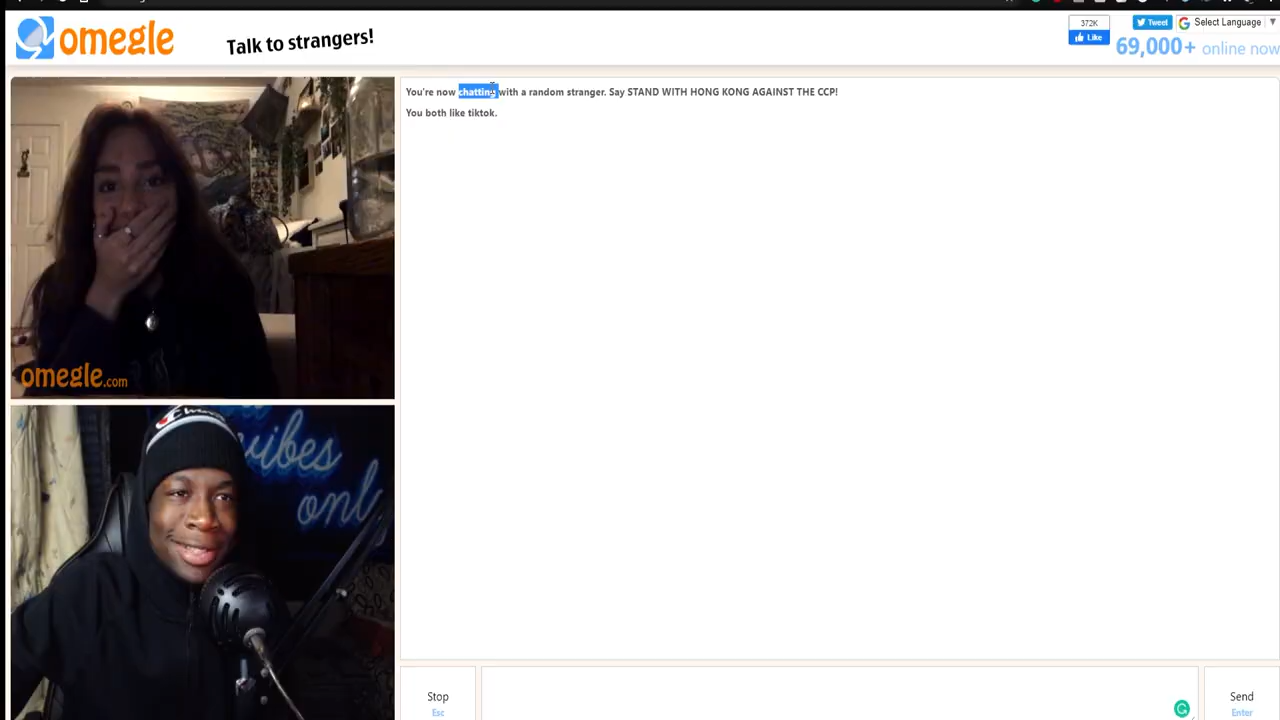 omegle
Talk to strangers!
372K
Like
Tweet
Select Language
69,000+ online now
You're now chatting with a random stranger. Say STAND WITH HONG KONG AGAINST THE CCP!
You both like tiktok.
omegle.com
vibes
onl
Stop
Esc
Send
Enter